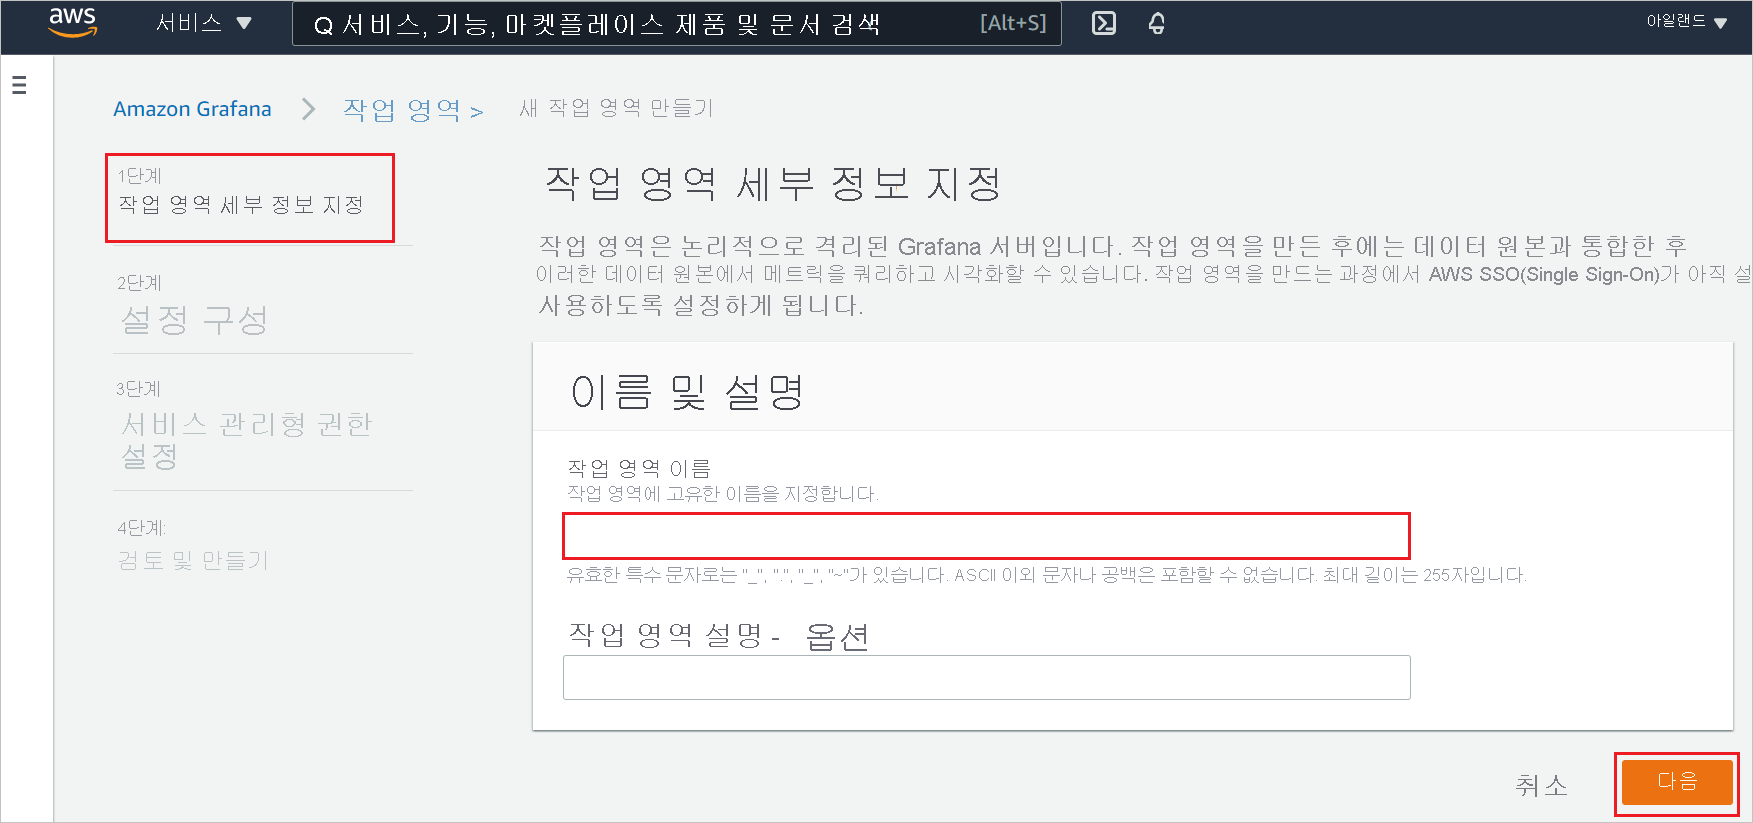 aws
서비스
Q 서비스, 기능, 마켓플레이스 제품 및 문서 검색 [Alt+S]
아일랜드
Amazon Grafana
작업 영역 >
새 작업 영역 만들기
1단계
작업 영역 세부 정보 지정
2단계
설정 구성
3단계
서비스 관리형 권한
설정
4단계:
검토 및 만들기
작업 영역 세부 정보 지정
작업 영역은 논리적으로 격리된 Grafana 서버입니다. 작업 영역을 만든 후에는 데이터 원본과 통합한 후
이러한 데이터 원본에서 메트릭을 쿼리하고 시각화할 수 있습니다. 작업 영역을 만드는 과정에서 AWS SSO(Single Sign-On)가 아직 설
사용하도록 설정하게 됩니다.
이름 및 설명
작업 영역 이름
작업 영역에 고유한 이름을 지정합니다.
유효한 특수 문자로는 "_", ".", "_", "~"가 있습니다. ASCII 이외 문자나 공백은 포함할 수 없습니다. 최대 길이는 255자입니다.
작업 영역 설명 - 옵션
취소
다음